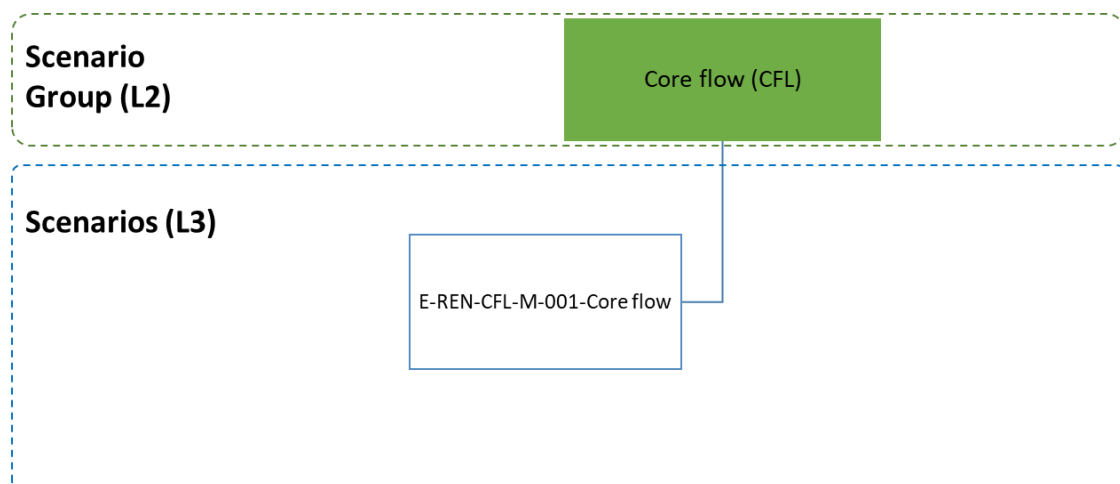 Scenario
Group (L2)
Core flow (CFL)
Scenarios (L3)
E-REN-CFL-M-001-Core flow